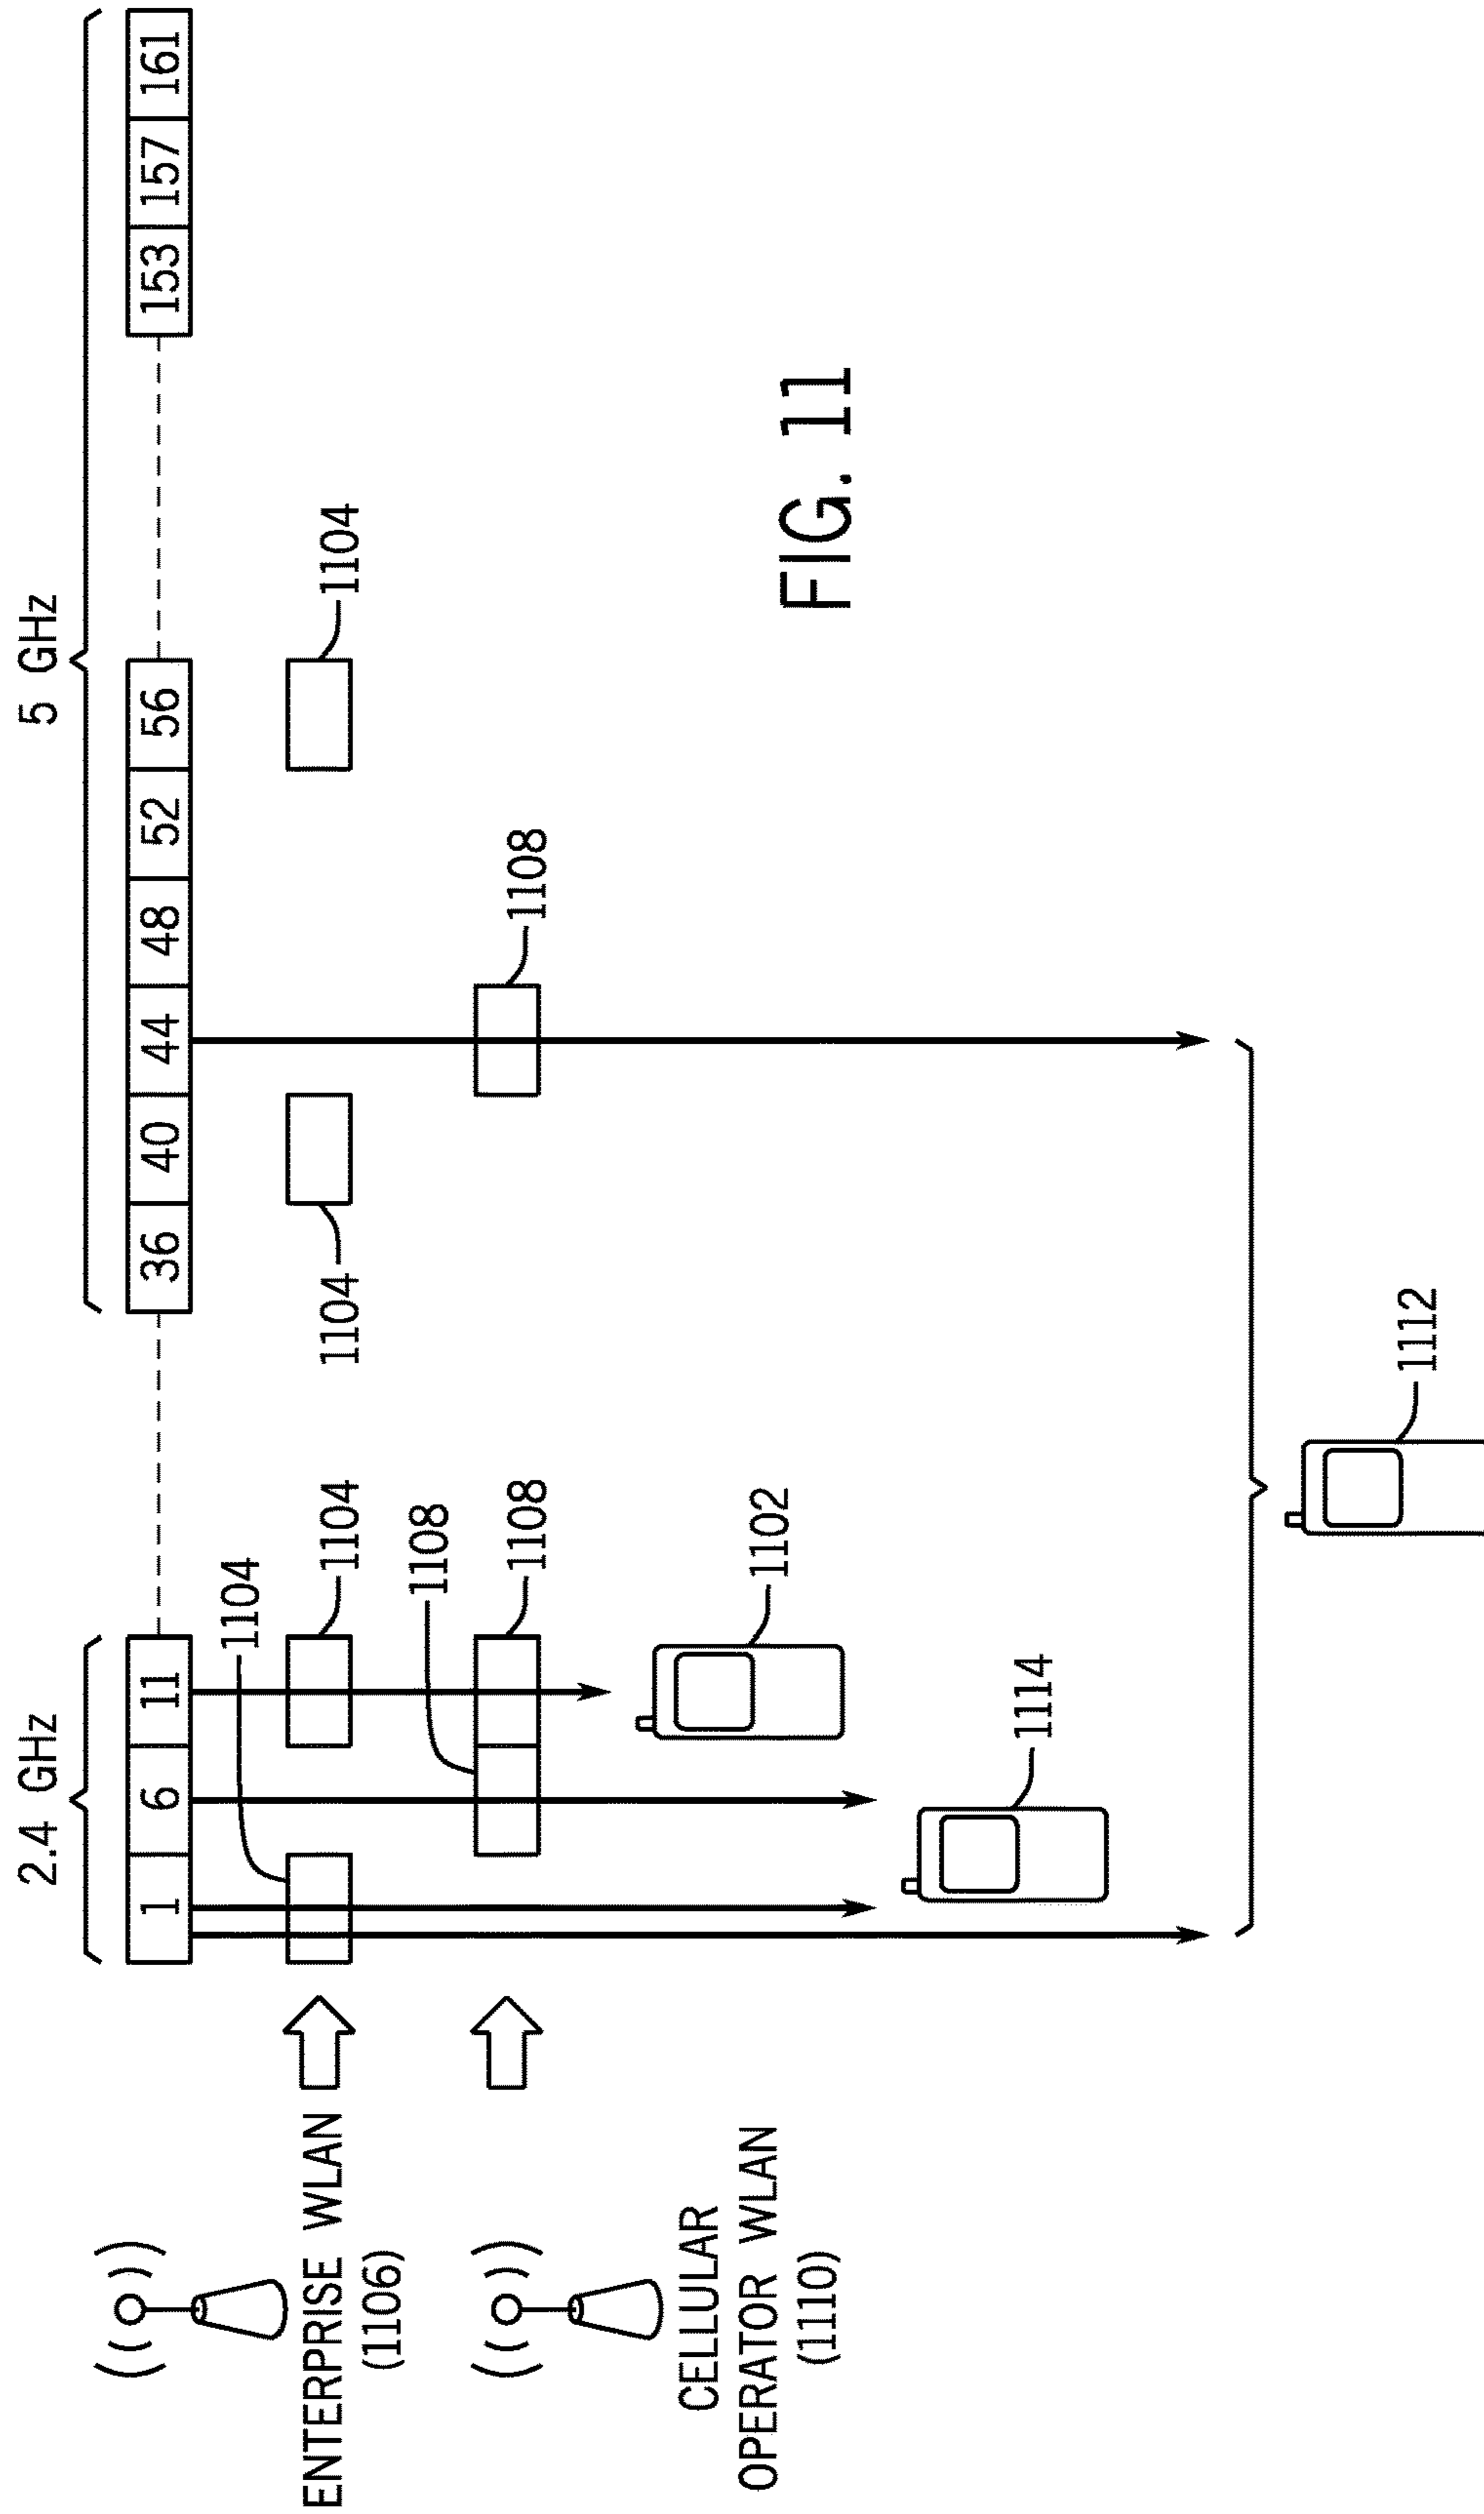 2.4 GHz
5 GHz
1 6 11 36 40 44 48 52 56 153 157 161
1104
ENTERPRISE WLAN
(1106)
1104
1104
1104
1108
1108
1108
CELLULAR
OPERATOR WLAN
(1110)
1102
FIG. 11
1114
1112